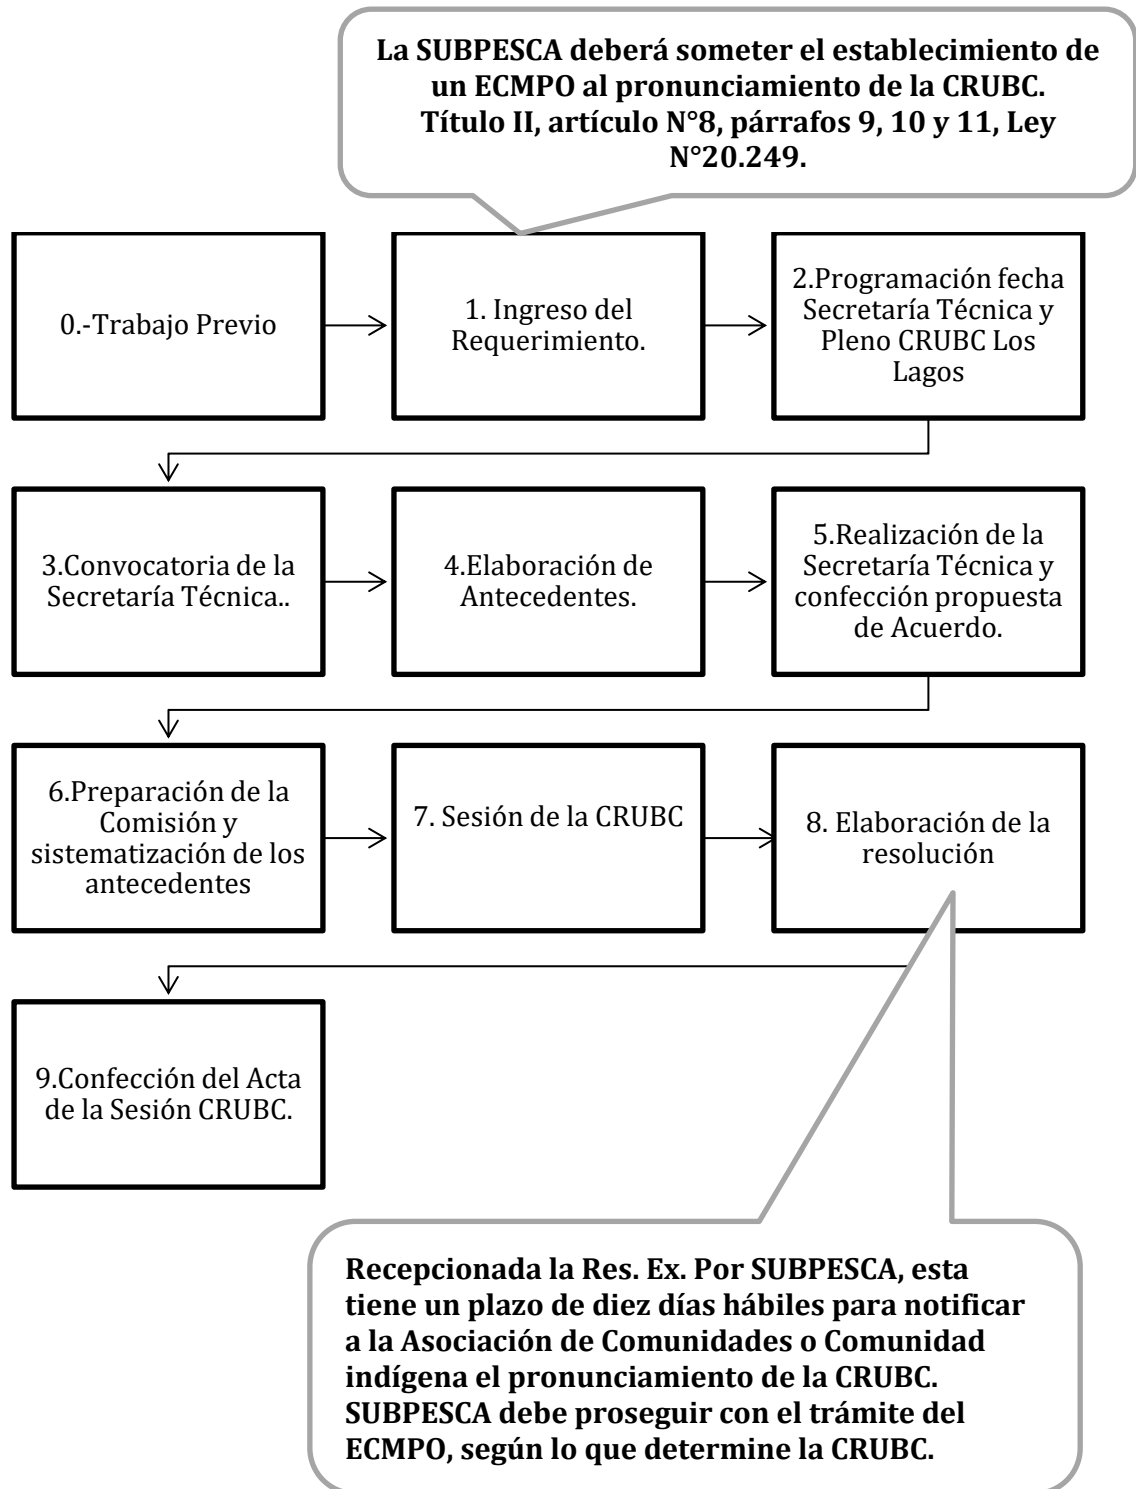 La SUBPESCA deberá someter el establecimiento de
un ECMPO al pronunciamiento de la CRUBC.
Título II, artículo N°8, párrafos 9, 10 y 11, Ley
N°20.249.
0.-Trabajo Previo
1. Ingreso del
Requerimiento.
2.Programación fecha
Secretaría Técnica y
Pleno CRUBC Los
Lagos
3.Convocatoria de la
Secretaría Técnica..
4.Elaboración de
Antecedentes.
5.Realización de la
Secretaría Técnica y
confección propuesta
de Acuerdo.
6.Preparación de la
Comisión y
sistematización de los
antecedentes
7. Sesión de la CRUBC
8. Elaboración de la
resolución
9.Confección del Acta
de la Sesión CRUBC.
Recepcionada la Res. Ex. Por SUBPESCA, esta
tiene un plazo de diez días hábiles para notificar
a la Asociación de Comunidades o Comunidad
indígena el pronunciamiento de la CRUBC.
SUBPESCA debe proseguir con el trámite del
ECMPO, según lo que determine la CRUBC.